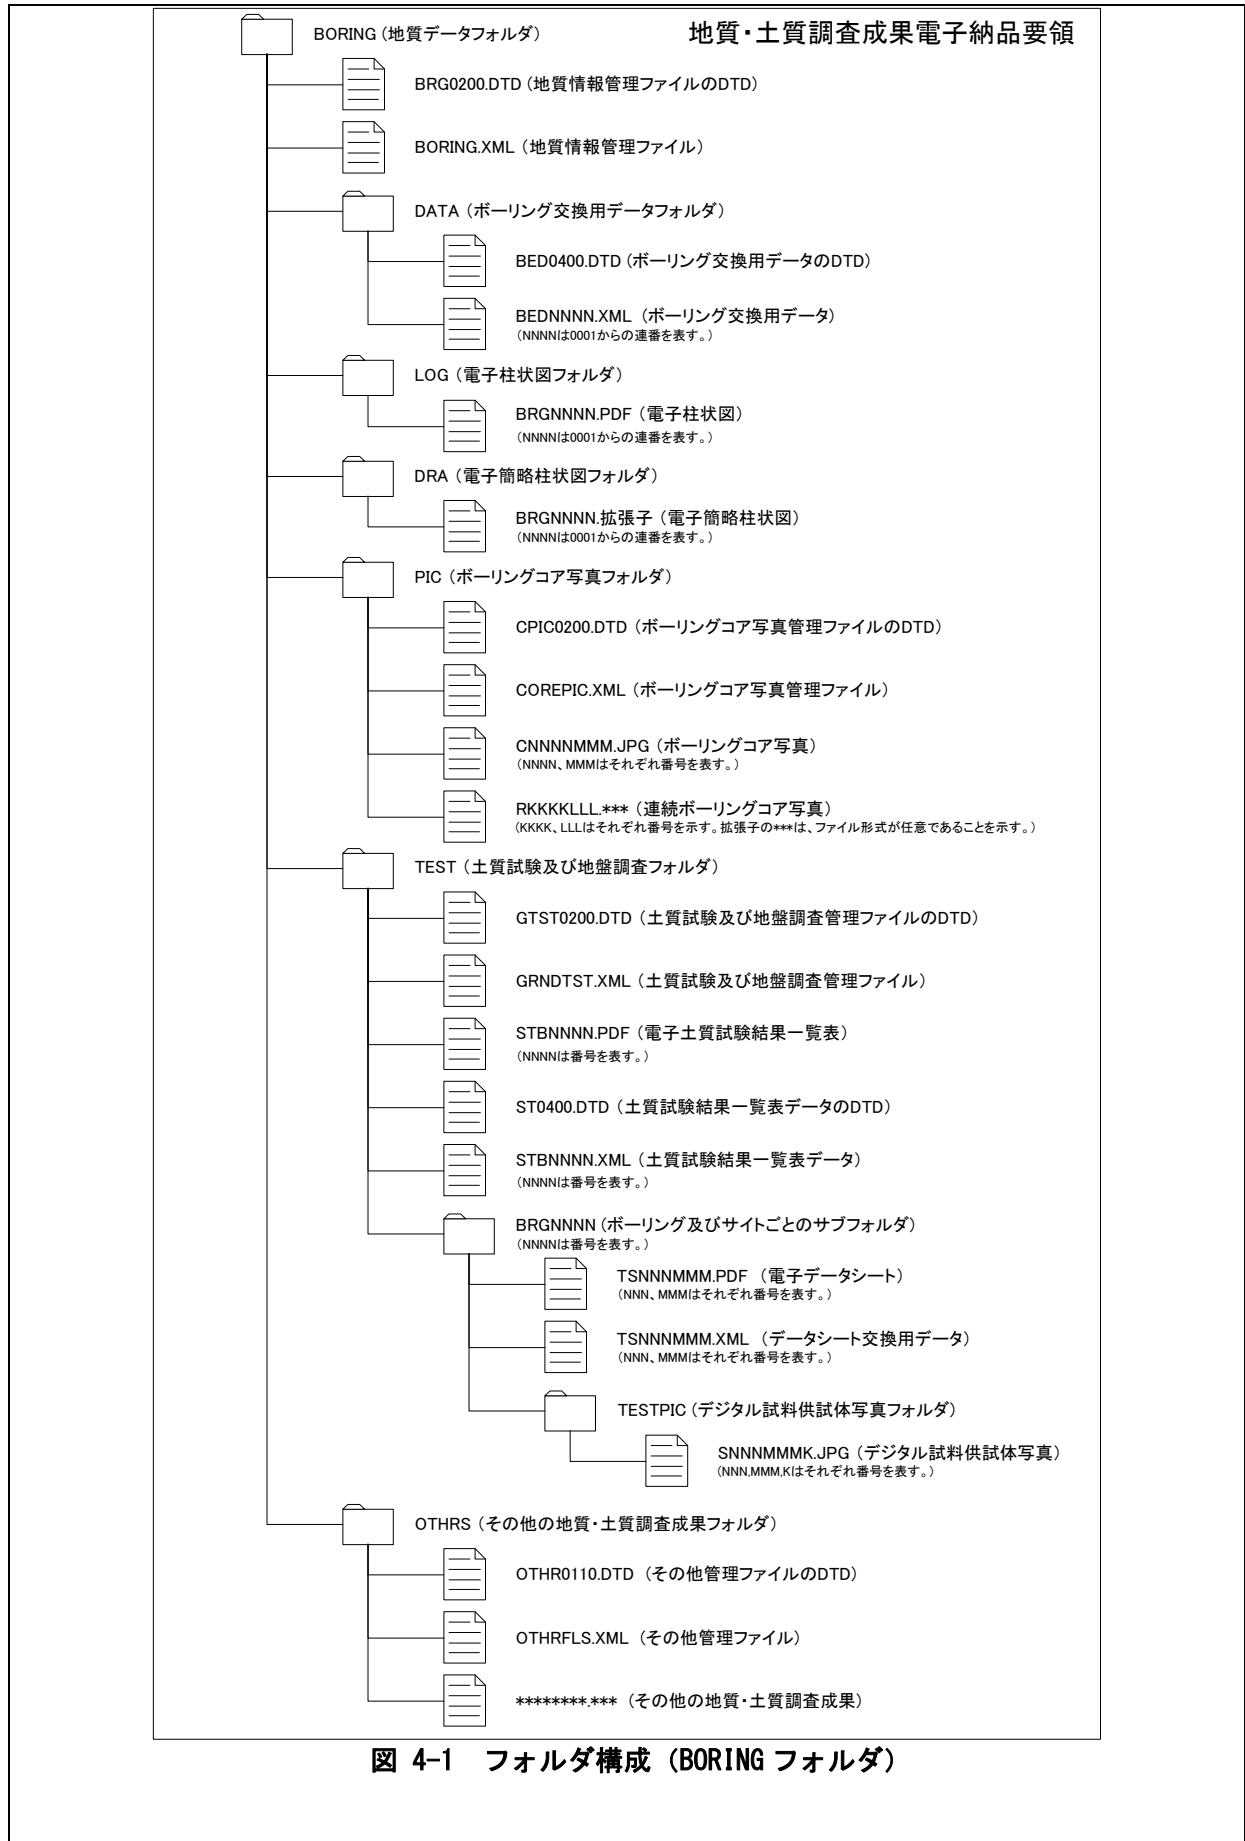 BORING (地質データフォルダ)
地質・土質調査成果電子納品要領
BRG0200.DTD (地質情報管理ファイルのDTD)
BORING.XML (地質情報管理ファイル)
DATA (ボーリング交換用データフォルダ)
BED0400.DTD (ボーリング交換用データのDTD)
BEDNNNN.XML (ボーリング交換用データ)
(NNNNは0001からの連番を表す。)
LOG (電子柱状図フォルダ)
BRGNNNN.PDF (電子柱状図)
(NNNNは0001からの連番を表す。)
DRA (電子簡略柱状図フォルダ)
BRGNNNN.拡張子 (電子簡略柱状図)
(NNNNは0001からの連番を表す。)
PIC (ボーリングコア写真フォルダ)
CPIC0200.DTD (ボーリングコア写真管理ファイルのDTD)
COREPIC.XML (ボーリングコア写真管理ファイル)
CNNNNMMM.JPG (ボーリングコア写真)
(NNNN、MMMはそれぞれ番号を表す。)
RKKKKLLL.*** (連続ボーリングコア写真)
(KKKK、LLLはそれぞれ番号を示す。拡張子の***は、ファイル形式が任意であることを示す。)
TEST (土質試験及び地盤調査フォルダ)
GTST0200.DTD (土質試験及び地盤調査管理ファイルのDTD)
GRNDTST.XML (土質試験及び地盤調査管理ファイル)
STBNNNN.PDF (電子土質試験結果一覧表)
(NNNNは番号を表す。)
ST0400.DTD (土質試験結果一覧表データのDTD)
STBNNNN.XML (土質試験結果一覧表データ)
(NNNNは番号を表す。)
BRGNNNN (ボーリング及びサイトごとのサブフォルダ)
(NNNNは番号を表す。)
TSNNNMMM.PDF (電子データシート)
(NNN、MMMはそれぞれ番号を表す。)
TSNNNMMM.XML (データシート交換用データ)
(NNN、MMMはそれぞれ番号を表す。)
TESTPIC (デジタル試料供試体写真フォルダ)
SNNNMMMK.JPG (デジタル試料供試体写真)
(NNN,MMM,Kはそれぞれ番号を表す。)
OTHRS (その他の地質・土質調査成果フォルダ)
OTHR0110.DTD (その他管理ファイルのDTD)
OTHRFLS.XML (その他管理ファイル)
********.*** (その他の地質・土質調査成果)
図 4-1 フォルダ構成 (BORING フォルダ)